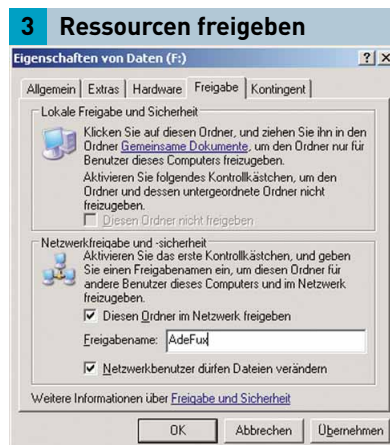 3 Ressourcen freigeben
Eigenschaften von Daten (F:)
Allgemein Extras Hardware Freigabe Kontingent
Lokale Freigabe und Sicherheit
Klicken Sie auf diesen Ordner, und ziehen Sie ihn in den
Ordner Gemeinsame Dokumente, um den Ordner nur für
Benutzer dieses Computers freizugeben.
Aktivieren Sie folgendes Kontrollkästchen, um den
Ordner und dessen untergeordnete Ordner nicht
freizugeben.
Diesen Ordner nicht freigeben
Netzwerkfreigabe und -sicherheit
Aktivieren Sie das erste Kontrollkästchen, und geben
Sie einen Freigabenamen ein, um diesen Ordner für
andere Benutzer dieses Computers und im Netzwerk
freizugeben.
Diesen Ordner im Netzwerk freigeben
Freigabename: AdeFux
Netzwerkbenutzer dürfen Dateien verändern
Weitere Informationen über Freigabe und Sicherheit
OK Abbrechen Übernehmen